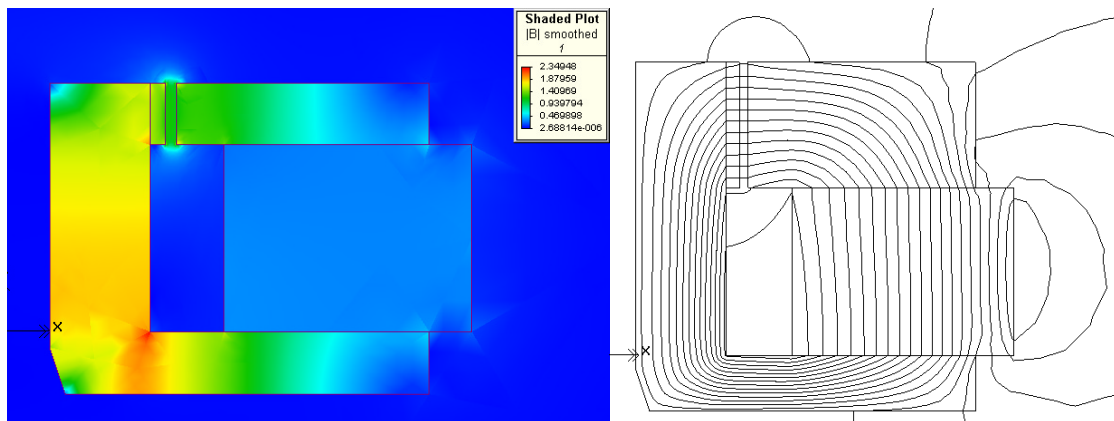 Shaded Plot
|B| smoothed
1
2.34948
1.87959
1.40969
0.939794
0.469898
2.68814e-006
X
X